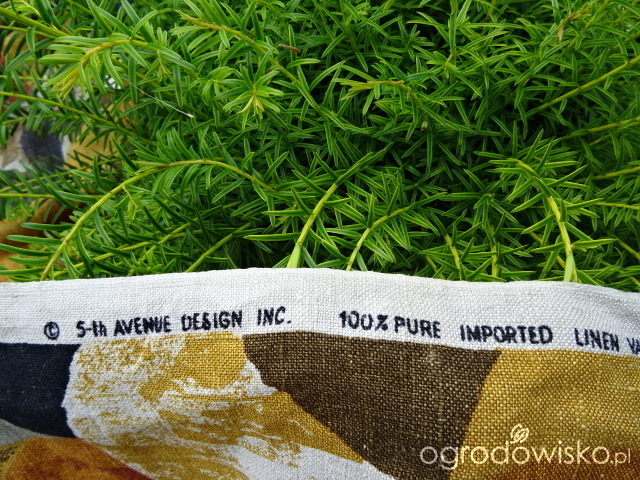 © 5-th AVENUE DESIGN INC. 100% PURE IMPORTED LINEN
ogrodowisko.pl